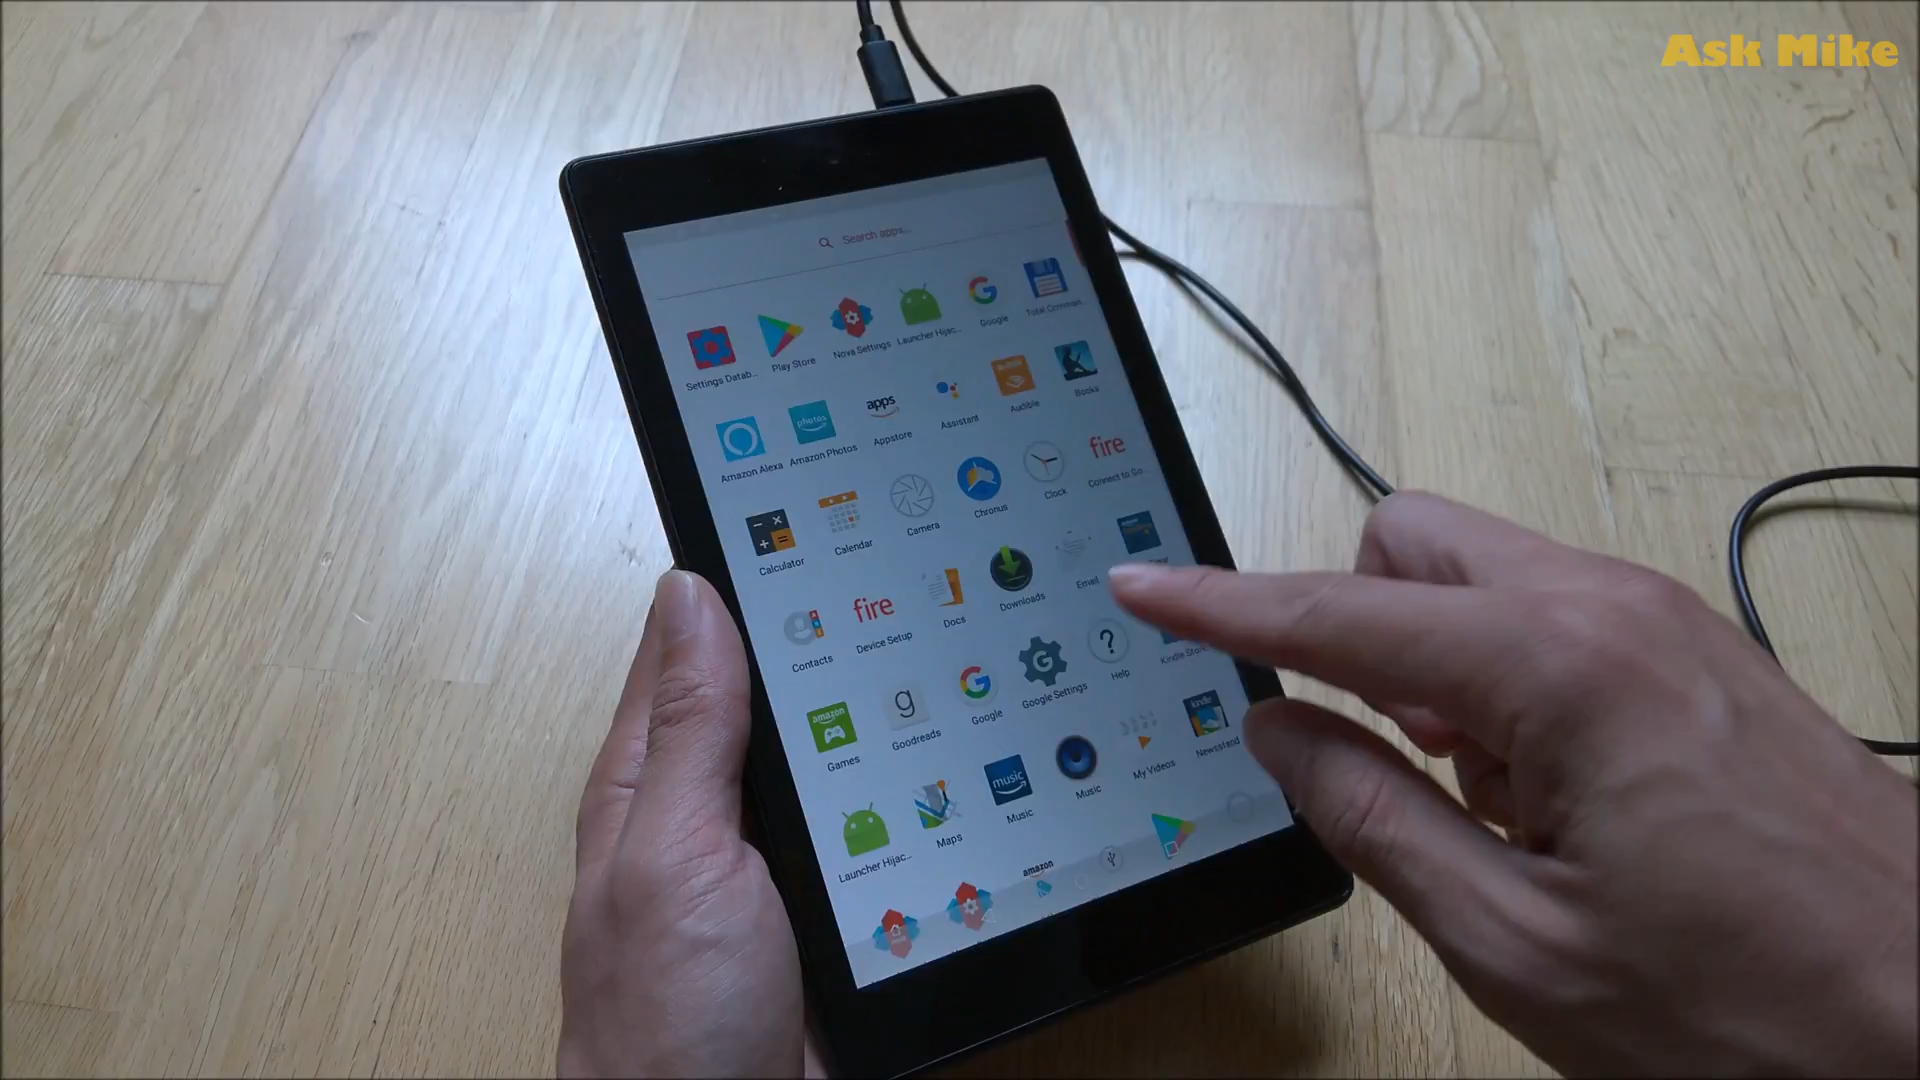 Ask Mike
Search apps...
Settings Datab...
Play Store
Nova Settings
Launcher Hijac...
Google
Total Comman...
Amazon Alexa
photos
Amazon Photos
apps
Appstore
Assistant
audible
Audible
Books
Calculator
Calendar
Camera
Chronus
Clock
fire
Connect to Go...
Contacts
fire
Device Setup
Docs
Downloads
Email
amazon
Games
g
Goodreads
Google
Google Settings
?
Help
Kindle Store
Launcher Hijac...
Maps
music
Music
Music
My Videos
kindle
Newsstand
amazon